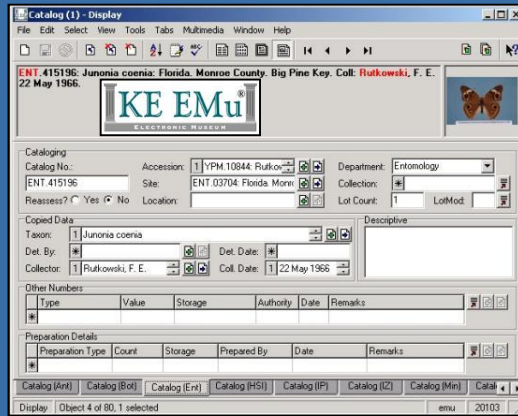 Catalog (1) - Display
File Edit Select View Tools Tabs Multimedia Window Help
ENT.415196: Junonia coenia: Florida. Monroe County. Big Pine Key. Coll: Rutkowski, F. E.
22 May 1966.
KE EMu®
ELECTRONIC MUSEUM
Cataloging
Catalog No.: Accession: 1 YPM.10844: Rutkov Department: Entomology
ENT.415196 Site: ENT.03704: Florida. Monro Collection:
Reassess? Yes No Location: Lot Count: 1 LotMod:
Copied Data Descriptive
Taxon: 1 Junonia coenia
Det. By: Det. Date:
Collector: 1 Rutkowski, F. E. Coll. Date: 1 22 May 1966
Other Numbers
Type Value Storage Authority Date Remarks
Preparation Details
Preparation Type Count Storage Prepared By Date Remarks
Catalog (Ant) Catalog (Bot) Catalog (Ent) Catalog (HSI) Catalog (IP) Catalog (IZ) Catalog (Min) Catalo
Display Object 4 of 80, 1 selected emu 20103